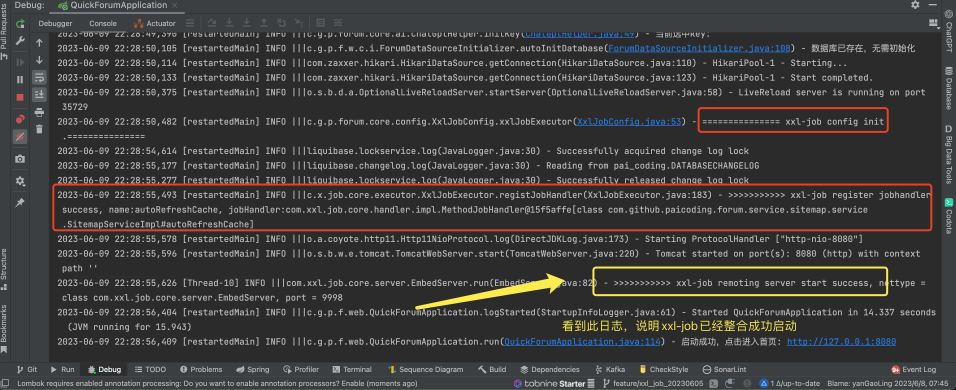 Debug: QuickForumApplication
Debugger Console Actuator
2023-06-09 22:28:49,390 [restartedMain] INFO |||c.g.p.forum.core.ai.ChatGptHelper.initKey(ChatGptHelper.java:49) - 当前选中key:
2023-06-09 22:28:50,105 [restartedMain] INFO |||c.g.p.f.w.c.i.ForumDataSourceInitializer.autoInitDatabase(ForumDataSourceInitializer.java:108) - 数据库已存在，无需初始化
2023-06-09 22:28:50,114 [restartedMain] INFO |||com.zaxxer.hikari.HikariDataSource.getConnection(HikariDataSource.java:110) - HikariPool-1 - Starting...
2023-06-09 22:28:50,133 [restartedMain] INFO |||com.zaxxer.hikari.HikariDataSource.getConnection(HikariDataSource.java:123) - HikariPool-1 - Start completed.
2023-06-09 22:28:50,375 [restartedMain] INFO |||o.s.b.d.a.OptionalLiveReloadServer.startServer(OptionalLiveReloadServer.java:58) - LiveReload server is running on port
35729
2023-06-09 22:28:50,482 [restartedMain] INFO |||c.g.p.forum.core.config.XxlJobConfig.xxlJobExecutor(XxlJobConfig.java:53) - =============== xxl-job config init
.===============
2023-06-09 22:28:54,614 [restartedMain] INFO |||liquibase.lockservice.log(JavaLogger.java:30) - Successfully acquired change log lock
2023-06-09 22:28:55,177 [restartedMain] INFO |||liquibase.changelog.log(JavaLogger.java:30) - Reading from pai_coding.DATABASECHANGELOG
2023-06-09 22:28:55,277 [restartedMain] INFO |||liquibase.lockservice.log(JavaLogger.java:30) - Successfully released change log lock
2023-06-09 22:28:55,493 [restartedMain] INFO |||c.x.job.core.executor.XxlJobExecutor.registJobHandler(XxlJobExecutor.java:183) - >>>>>>>>>>> xxl-job register jobhandler
success, name:autoRefreshCache, jobHandler:com.xxl.job.core.handler.impl.MethodJobHandler@15f5affe[class com.github.paicoding.forum.service.sitemap.service
.SitemapServiceImpl#autoRefreshCache]
2023-06-09 22:28:55,578 [restartedMain] INFO |||o.a.coyote.http11.Http11NioProtocol.log(DirectJDKLog.java:173) - Starting ProtocolHandler ["http-nio-8080"]
2023-06-09 22:28:55,596 [restartedMain] INFO |||o.s.b.w.e.tomcat.TomcatWebServer.start(TomcatWebServer.java:220) - Tomcat started on port(s): 8080 (http) with context
path ''
2023-06-09 22:28:55,626 [Thread-10] INFO |||com.xxl.job.core.server.EmbedServer.run(EmbedServer.java:82) - >>>>>>>>>>> xxl-job remoting server start success, nettype =
class com.xxl.job.core.server.EmbedServer, port = 9998
2023-06-09 22:28:56,404 [restartedMain] INFO |||c.g.p.f.web.QuickForumApplication.logStarted(StartupInfoLogger.java:61) - Started QuickForumApplication in 14.337 seconds
(JVM running for 15.943)
看到此日志，说明 xxl-job 已经整合成功启动
2023-06-09 22:28:56,409 [restartedMain] INFO |||c.g.p.f.web.QuickForumApplication.run(QuickForumApplication.java:114) - 启动成功，点击进入首页: http://127.0.0.1:8080
Pull Requests
Structure
Bookmarks
ChatGPT
Database
Big Data Tools
Codota
Git Run Debug TODO Problems Spring Profiler Terminal Sequence Diagram Build Dependencies Kafka CheckStyle SonarLint Event Log
Lombok requires enabled annotation processing: Do you want to enable annotation processors? Enable (moments ago) tabnine Starter feature/xxl_job_20230605 1 Δ/up-to-date Blame: yanGaoLing 2023/6/8, 07:45